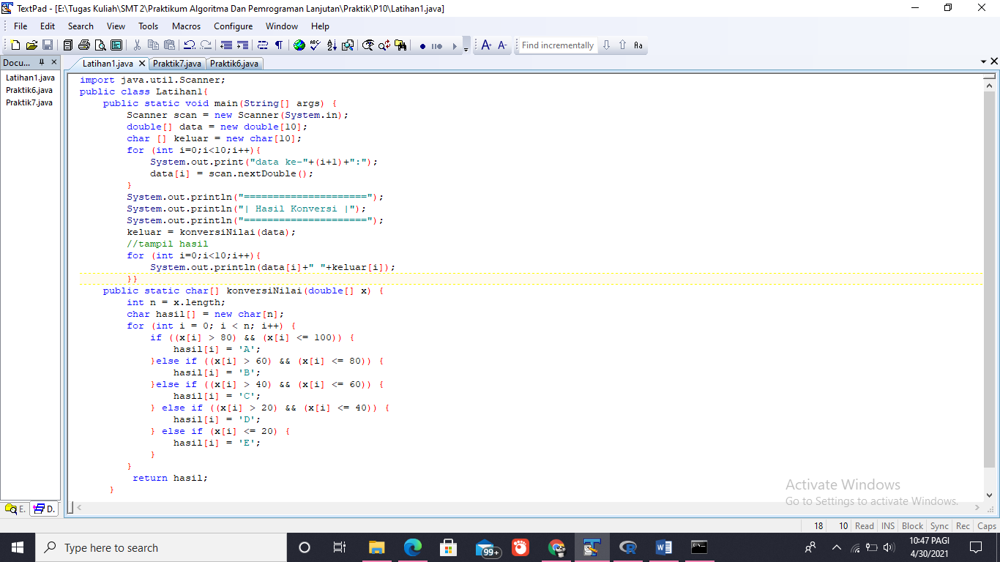 TextPad - [E:\Tugas Kuliah\SMT 2\Praktikum Algoritma Dan Pemrograman Lanjutan\Praktik\P10\Latihan1.java]
File Edit Search View Tools Macros Configure Window Help
Find incrementally Aa
Docu...
Latihan1.java Praktik7.java Praktik6.java
Latihan1.java
Praktik6.java
Praktik7.java
import java.util.Scanner;
public class Latihan1{
    public static void main(String[] args) {
        Scanner scan = new Scanner(System.in);
        double[] data = new double[10];
        char [] keluar = new char[10];
        for (int i=0;i<10;i++){
            System.out.print("data ke-"+(i+1)+":");
            data[i] = scan.nextDouble();
        }
        System.out.println("=====================");
        System.out.println("| Hasil Konversi |");
        System.out.println("=====================");
        keluar = konversiNilai(data);
        //tampil hasil
        for (int i=0;i<10;i++){
            System.out.println(data[i]+" "+keluar[i]);
        }}
    public static char[] konversiNilai(double[] x) {
        int n = x.length;
        char hasil[] = new char[n];
        for (int i = 0; i < n; i++) {
            if ((x[i] > 80) && (x[i] <= 100)) {
                hasil[i] = 'A';
            }else if ((x[i] > 60) && (x[i] <= 80)) {
                hasil[i] = 'B';
            }else if ((x[i] > 40) && (x[i] <= 60)) {
                hasil[i] = 'C';
            } else if ((x[i] > 20) && (x[i] <= 40)) {
                hasil[i] = 'D';
            } else if (x[i] <= 20) {
                hasil[i] = 'E';
            }
        }
         return hasil;
     }
Activate Windows
Go to Settings to activate Windows.
E. D.
18 10 Read INS Block Sync Rec Caps
Type here to search
99+
10:47 PAGI
4/30/2021